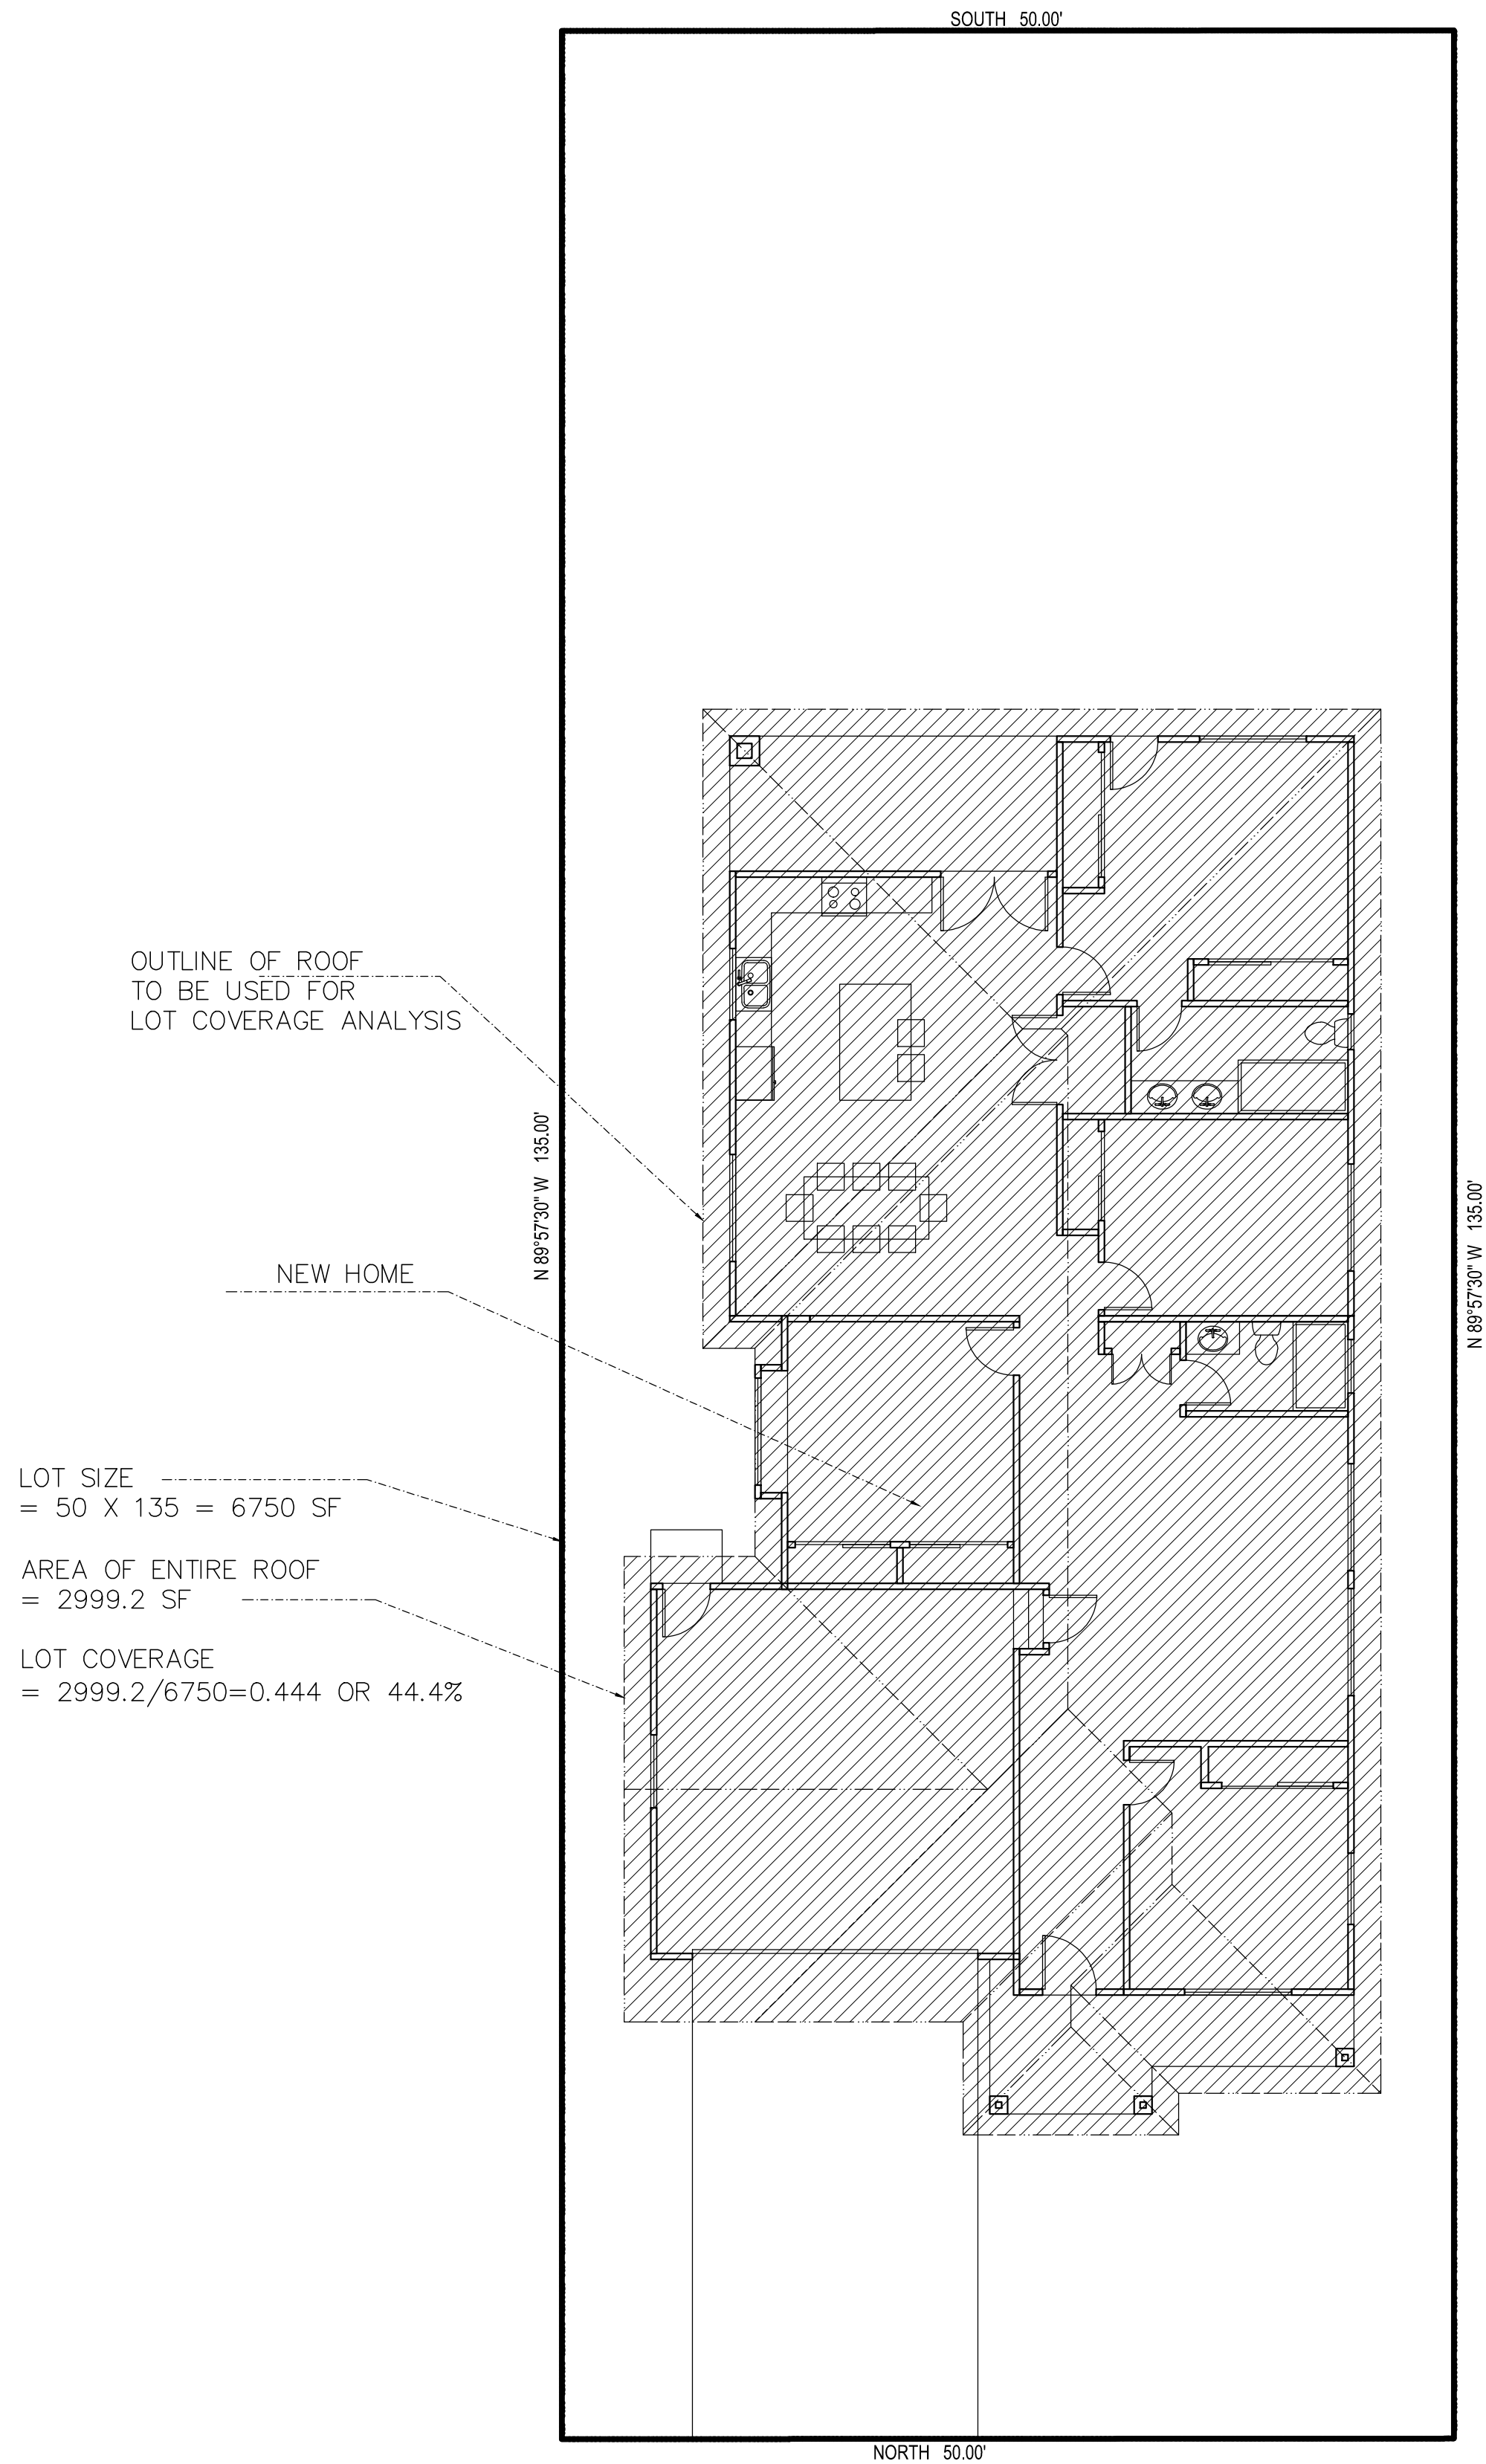 SOUTH 50.00'
OUTLINE OF ROOF
TO BE USED FOR
LOT COVERAGE ANALYSIS
N 89°57'30" W 135.00'
N 89°57'30" W 135.00'
NEW HOME
LOT SIZE
= 50 X 135 = 6750 SF
AREA OF ENTIRE ROOF
= 2999.2 SF
LOT COVERAGE
= 2999.2/6750=0.444 OR 44.4%
NORTH 50.00'